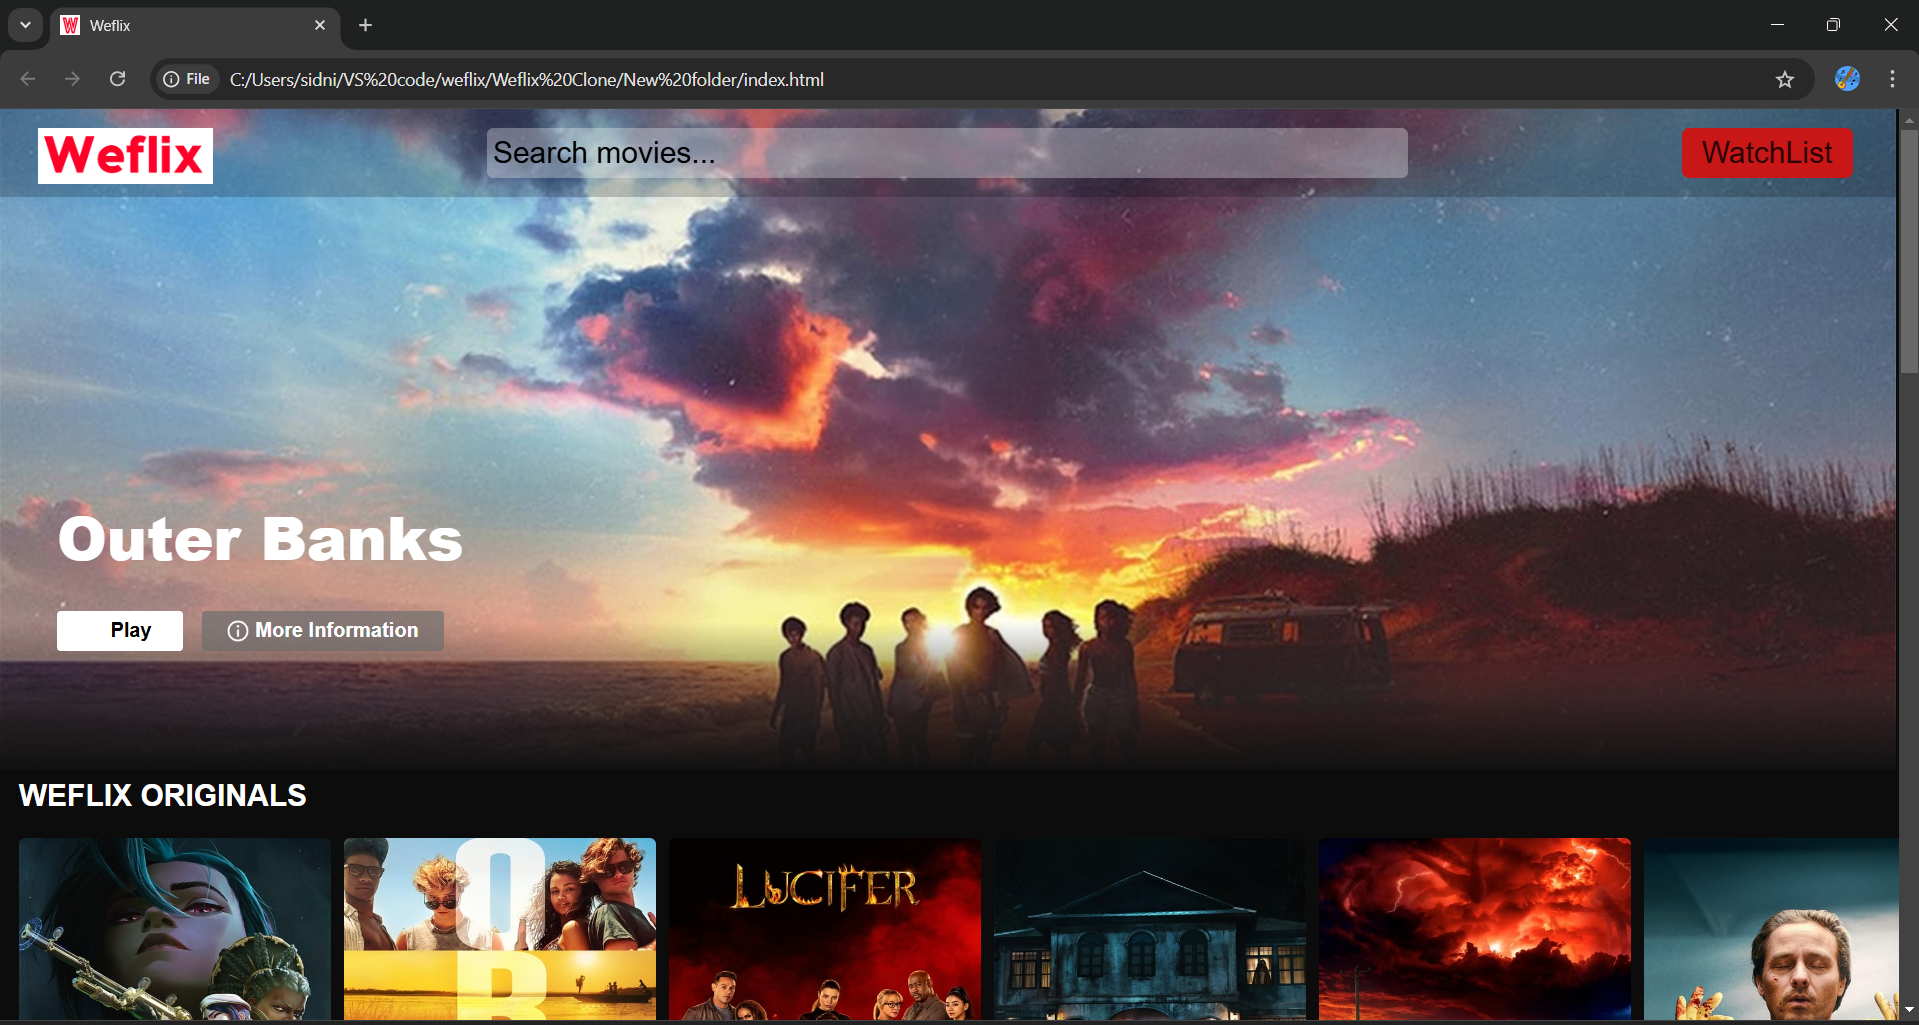 Weflix
File
C:/Users/sidni/VS%20code/weflix/Weflix%20Clone/New%20folder/index.html
Weflix
Search movies...
WatchList
Outer Banks
Play
More Information
WEFLIX ORIGINALS
O
B
LUCIFER